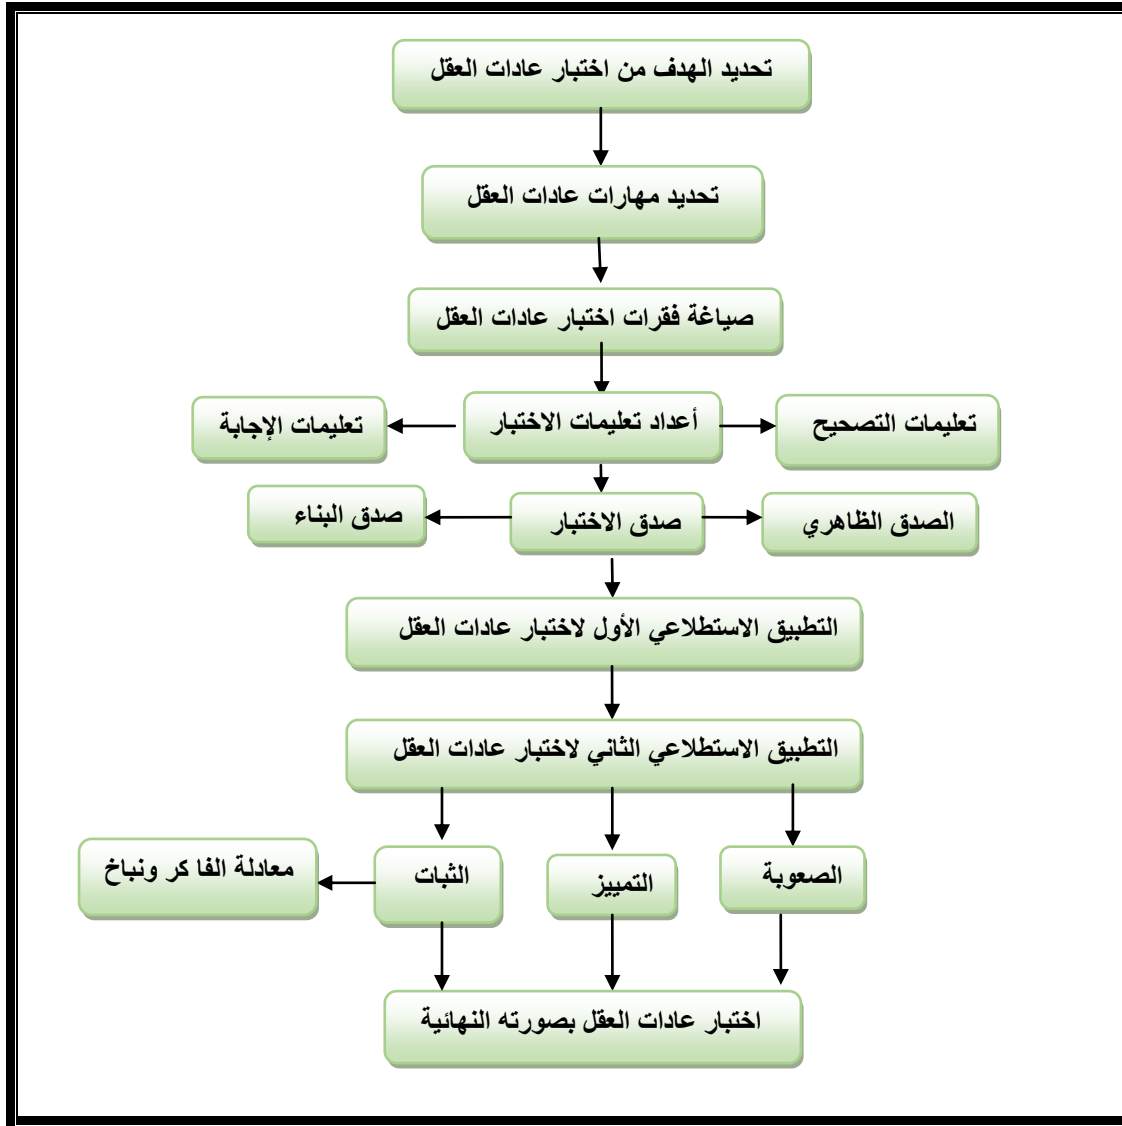 تحديد الهدف من اختبار عادات العقل
تحديد مهارات عادات العقل
صياغة فقرات اختبار عادات العقل
تعليمات التصحيح
أعداد تعليمات الاختبار
تعليمات الإجابة
الصدق الظاهري
صدق الاختبار
صدق البناء
التطبيق الاستطلاعي الأول لاختبار عادات العقل
التطبيق الاستطلاعي الثاني لاختبار عادات العقل
الصعوبة
التمييز
الثبات
معادلة الفا كر ونباخ
اختبار عادات العقل بصورته النهائية